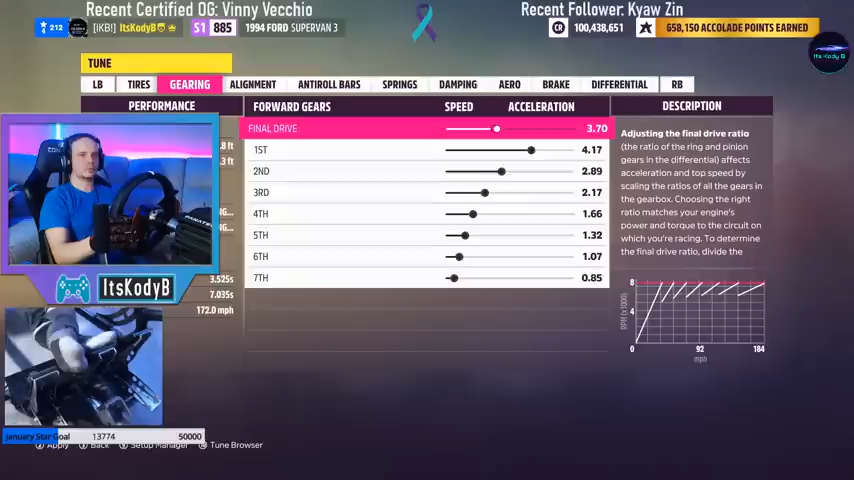 Recent Certified OG: Vinny Vecchio
Recent Follower: Kyaw Zin
212 [IKB!] ItsKodyB S1 885 1994 FORD SUPERVAN 3
CR 100,438,651 658,150 ACCOLADE POINTS EARNED
Its Kody B
TUNE
LB TIRES GEARING ALIGNMENT ANTIROLL BARS SPRINGS DAMPING AERO BRAKE DIFFERENTIAL RB
PERFORMANCE
FORWARD GEARS SPEED ACCELERATION
DESCRIPTION
FINAL DRIVE 3.70
1ST 4.17
2ND 2.89
3RD 2.17
4TH 1.66
5TH 1.32
6TH 1.07
7TH 0.85
Adjusting the final drive ratio
(the ratio of the ring and pinion
gears in the differential) affects
acceleration and top speed by
scaling the ratios of all the gears in
the gearbox. Choosing the right
ratio matches your engine's
power and torque to the circuit on
which you're racing. To determine
the final drive ratio, divide the
ft
ft
3.525s
7.035s
172.0 mph
ItsKodyB
RPM (x1000)
8
4
0 92 184
mph
January Star Goal 13774 50000
Apply Back Setup Manager Tune Browser